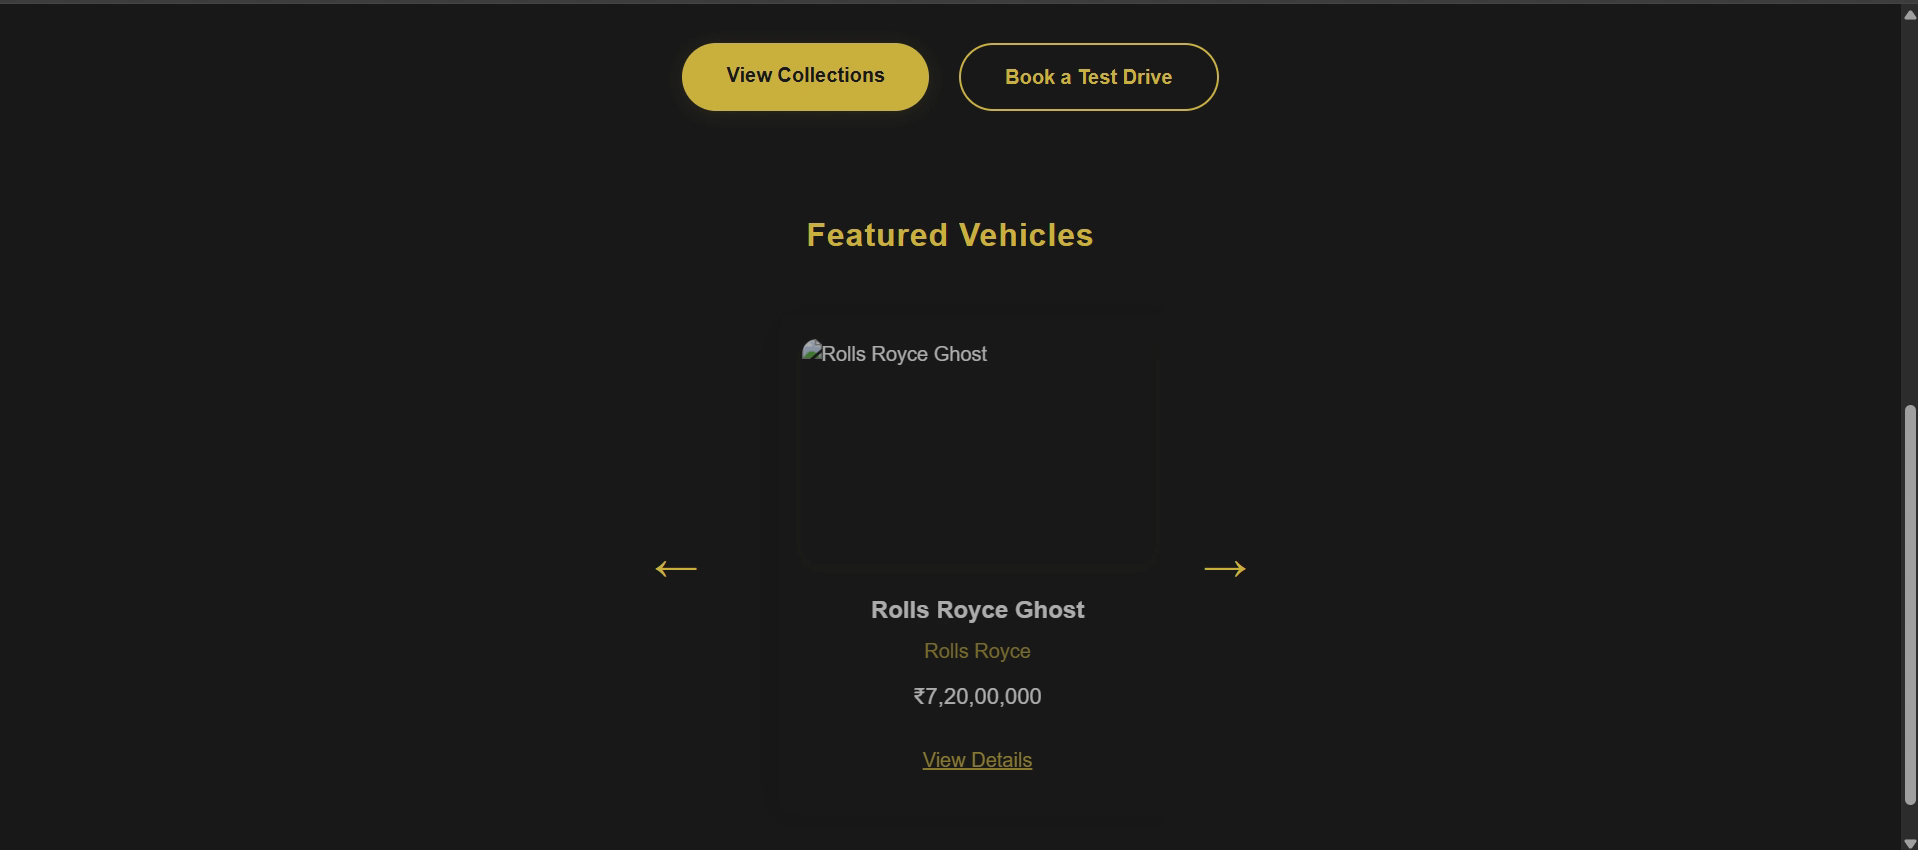 View Collections
Book a Test Drive
Featured Vehicles
Rolls Royce Ghost
←
→
Rolls Royce Ghost
Rolls Royce
₹7,20,00,000
View Details